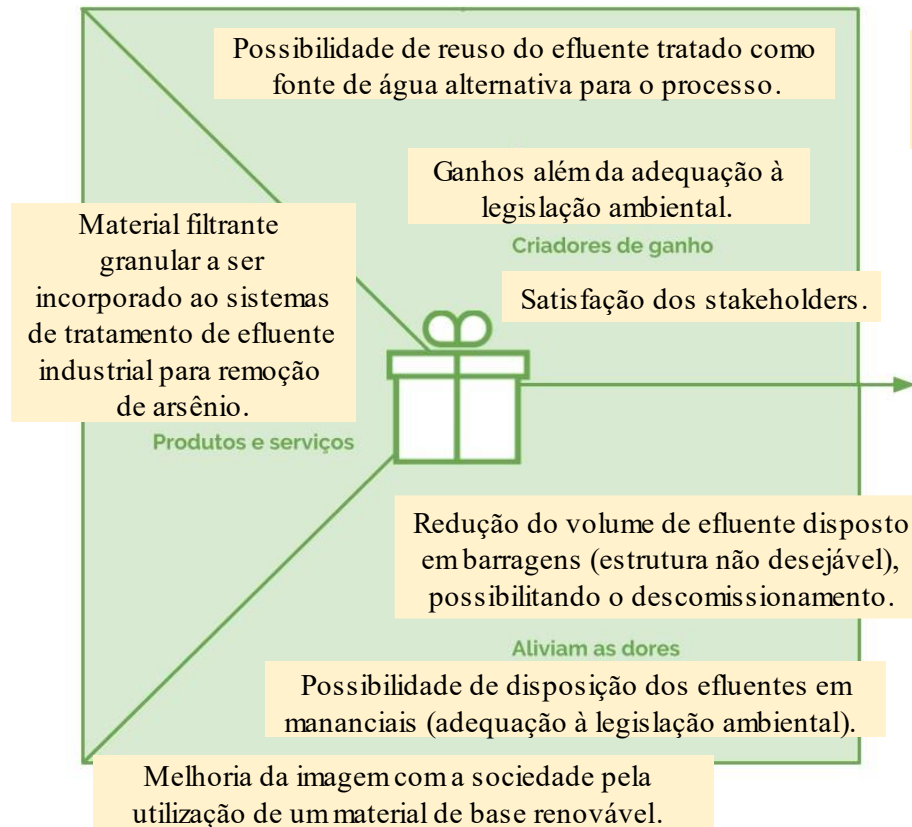 Possibilidade de reuso do efluente tratado como
fonte de água alternativa para o processo.
Ganhos além da adequação à
legislação ambiental.
Criadores de ganho
Satisfação dos stakeholders.
Material filtrante
granular a ser
incorporado ao sistemas
de tratamento de efluente
industrial para remoção
de arsênio.
Produtos e serviços
Redução do volume de efluente disposto
em barragens (estrutura não desejável),
possibilitando o descomissionamento.
Aliviam as dores
Possibilidade de disposição dos efluentes em
mananciais (adequação à legislação ambiental).
Melhoria da imagem com a sociedade pela
utilização de um material de base renovável.